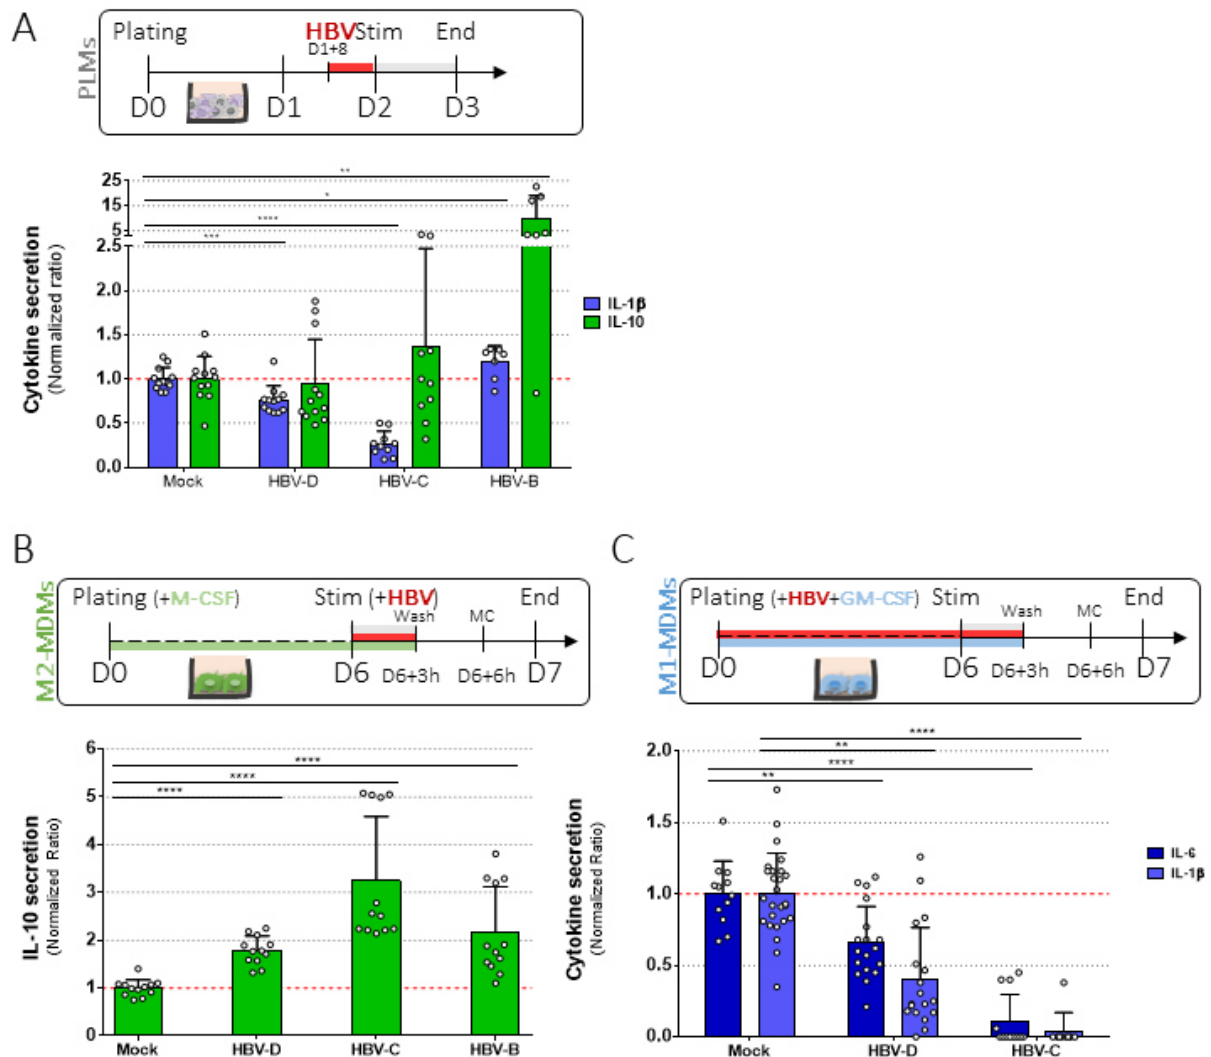 A
PLMs
Plating HBV Stim End
D1+8
D0 D1 D2 D3
Cytokine secretion
(Normalized ratio)
25
15
5
2.5
2.0
1.5
1.0
0.5
0.0
**
*
****
***
IL-1β
IL-10
Mock HBV-D HBV-C HBV-B
B
M2-MDMs
Plating (+M-CSF) Stim (+HBV) End
Wash MC
D0 D6 D6+3h D6+6h D7
IL-10 secretion
(Normalized Ratio)
6
5
4
3
2
1
0
****
****
****
Mock HBV-D HBV-C HBV-B
C
M1-MDMs
Plating (+HBV+GM-CSF) Stim End
Wash MC
D0 D6 D6+3h D6+6h D7
Cytokine secretion
(Normalized Ratio)
2.0
1.5
1.0
0.5
0.0
****
**
****
**
IL-6
IL-1β
Mock HBV-D HBV-C